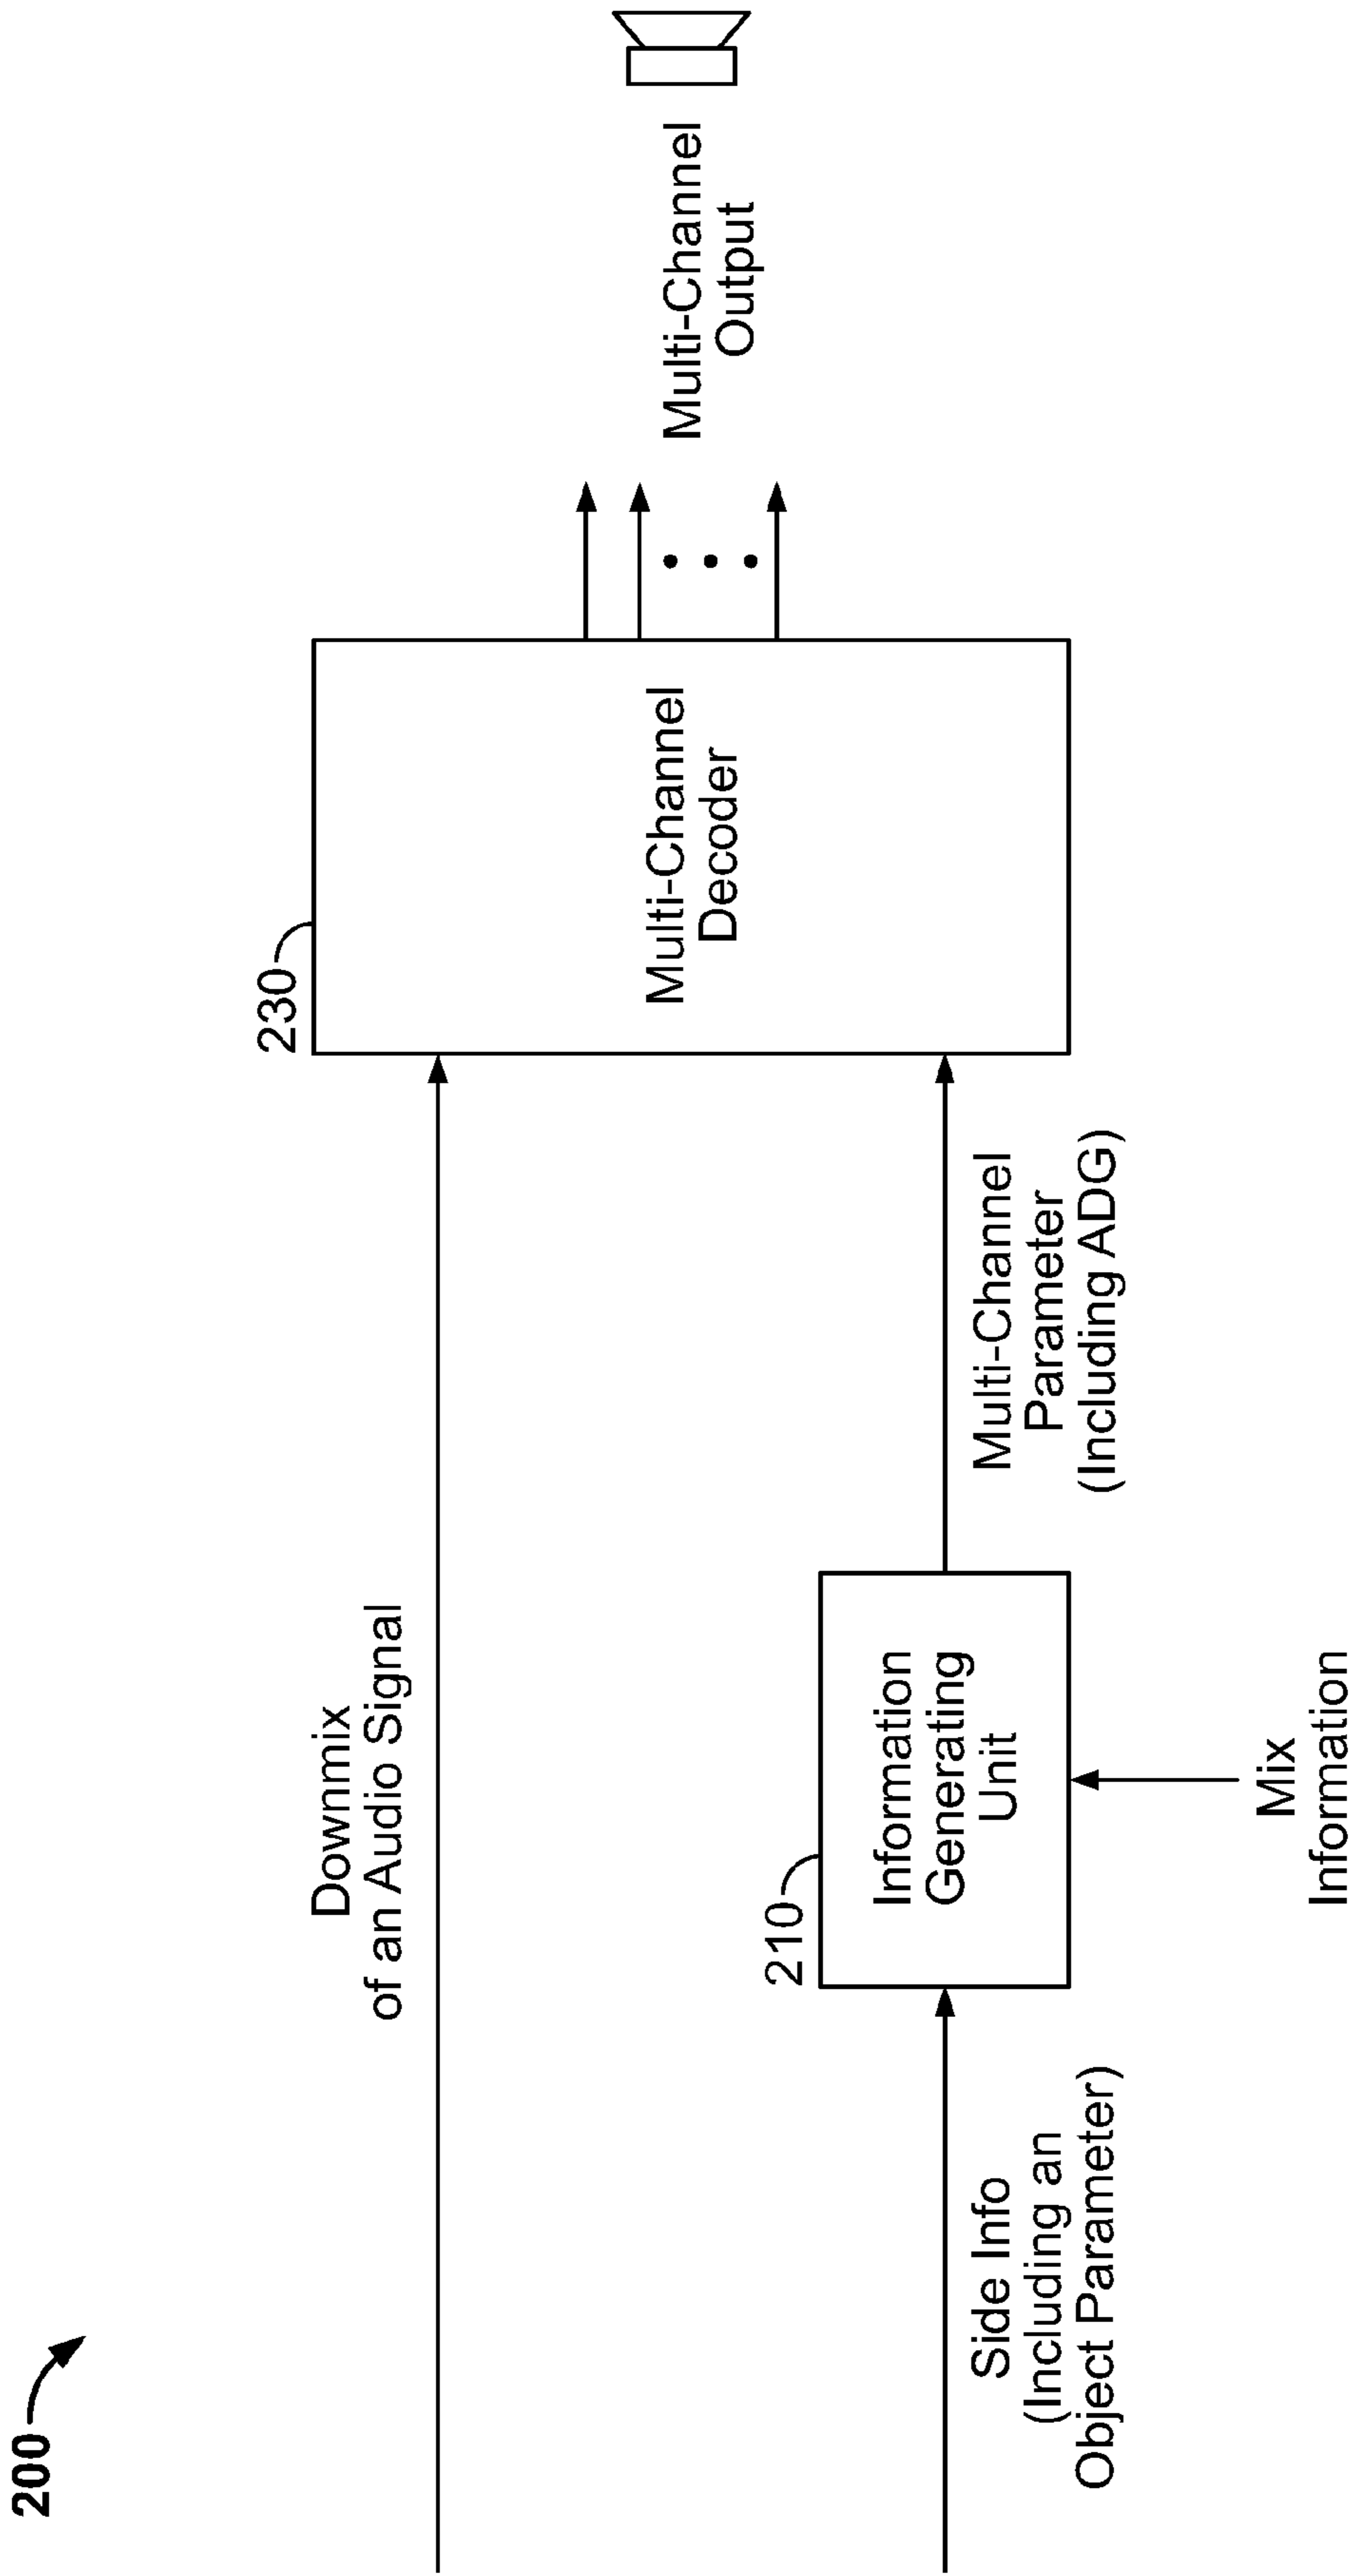 200
Downmix
of an Audio Signal
230
Multi-Channel
Decoder
Multi-Channel
Output
Side Info
(Including an
Object Parameter)
210
Information
Generating
Unit
Multi-Channel
Parameter
(Including ADG)
Mix
Information